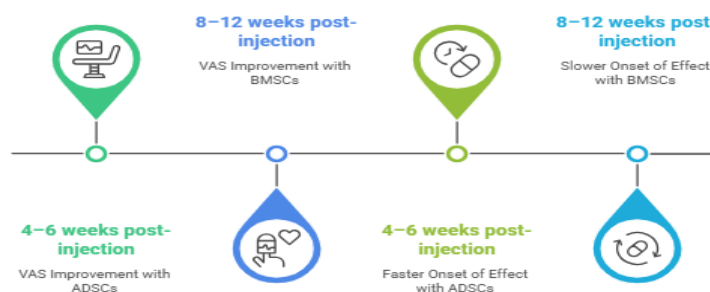 8–12 weeks post-
injection
VAS Improvement with
BMSCs
8–12 weeks post
injection
Slower Onset of Effect
with BMSCs
4–6 weeks post-
injection
VAS Improvement with
ADSCs
4–6 weeks post-
injection
Faster Onset of Effect
with ADSCs